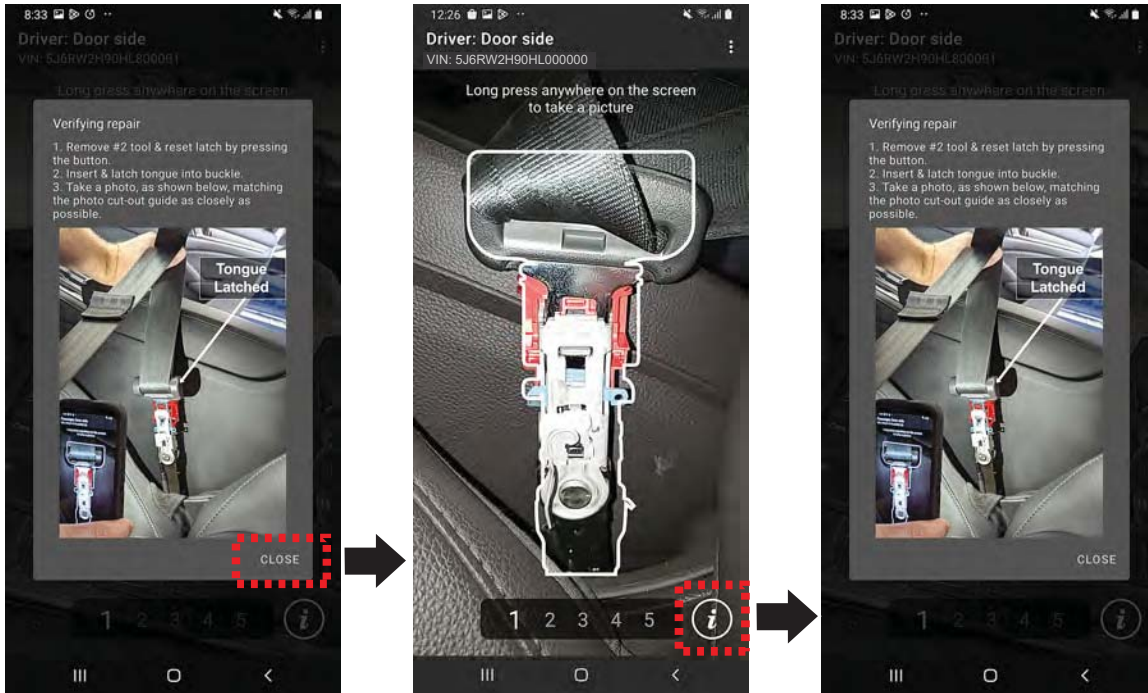 8:33
Driver: Door side
VIN: 5J6RW2H90HL800061
Long press anywhere on the screen
Verifying repair
1. Remove #2 tool & reset latch by pressing
the button.
2. Insert & latch tongue into buckle.
3. Take a photo, as shown below, matching
the photo cut-out guide as closely as
possible.
Tongue
Latched
CLOSE
1 2 3 4 5 i
12:26
Driver: Door side
VIN: 5J6RW2H90HL000000
Long press anywhere on the screen
to take a picture
1 2 3 4 5 i
8:33
Driver: Door side
VIN: 5J6RW2H90HL800061
Long press anywhere on the screen
Verifying repair
1. Remove #2 tool & reset latch by pressing
the button.
2. Insert & latch tongue into buckle.
3. Take a photo, as shown below, matching
the photo cut-out guide as closely as
possible.
Tongue
Latched
CLOSE
1 2 3 4 5 i